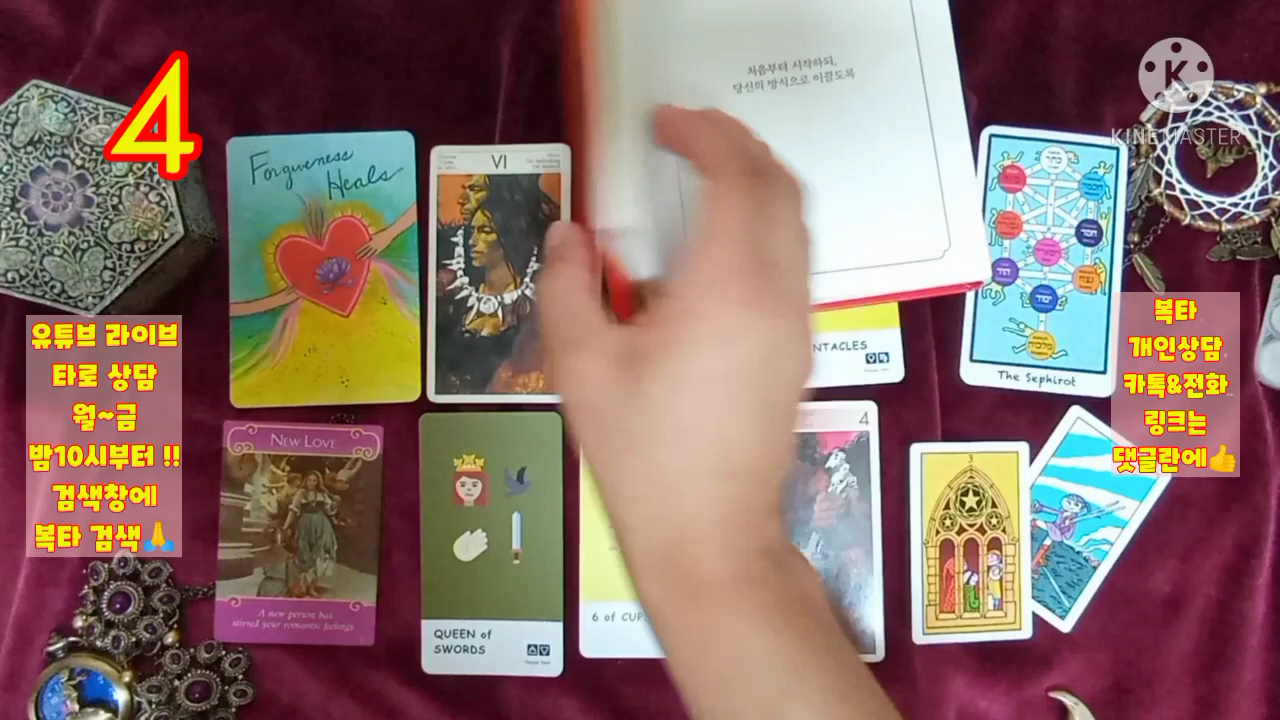 4
처음부터 시작하되,
당신의 방식으로 이끌도록
K
KINEMASTER
Forgiveness
Heals
VI
The Sephirot
NTACLES
유튜브 라이브
타로 상담
월~금
밤10시부터 !!
검색창에
복타 검색🙏
복타
개인상담
카톡&전화
링크는
댓글란에👍
NEW LOVE
A new person has
stirred your romantic feelings.
QUEEN of
SWORDS
6 of CUP
4
3